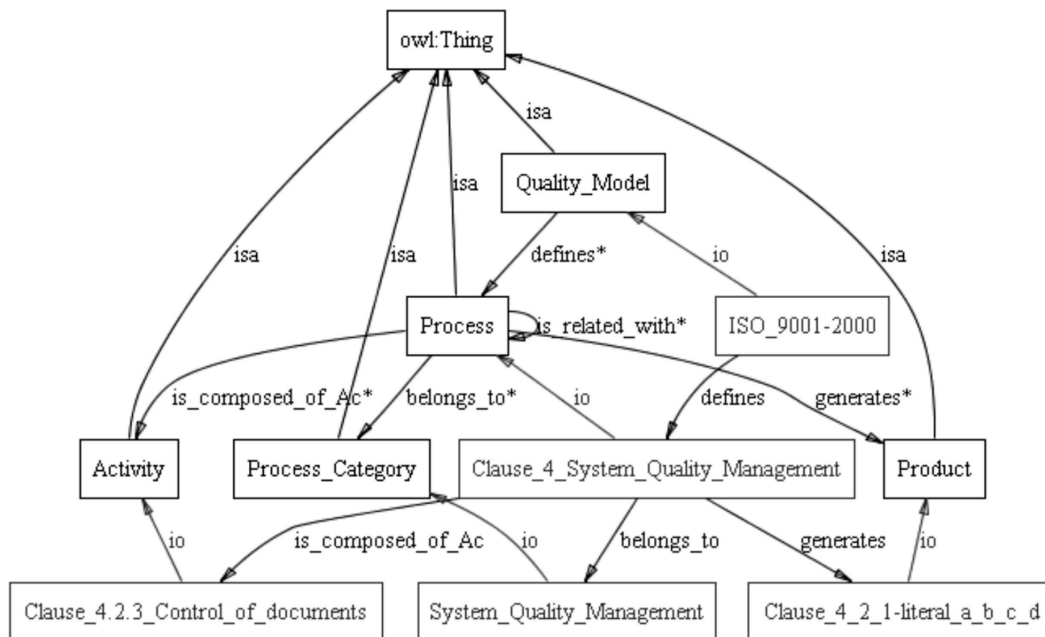 owl:Thing
isa
Quality_Model
isa
isa
isa
defines*
io
isa
Process
is_related_with*
ISO_9001-2000
is_composed_of_Ac*
belongs_to*
io
defines
generates*
Activity
Process_Category
Clause_4_System_Quality_Management
Product
io
is_composed_of_Ac
io
belongs_to
generates
io
Clause_4.2.3_Control_of_documents
System_Quality_Management
Clause_4_2_1-literal_a_b_c_d